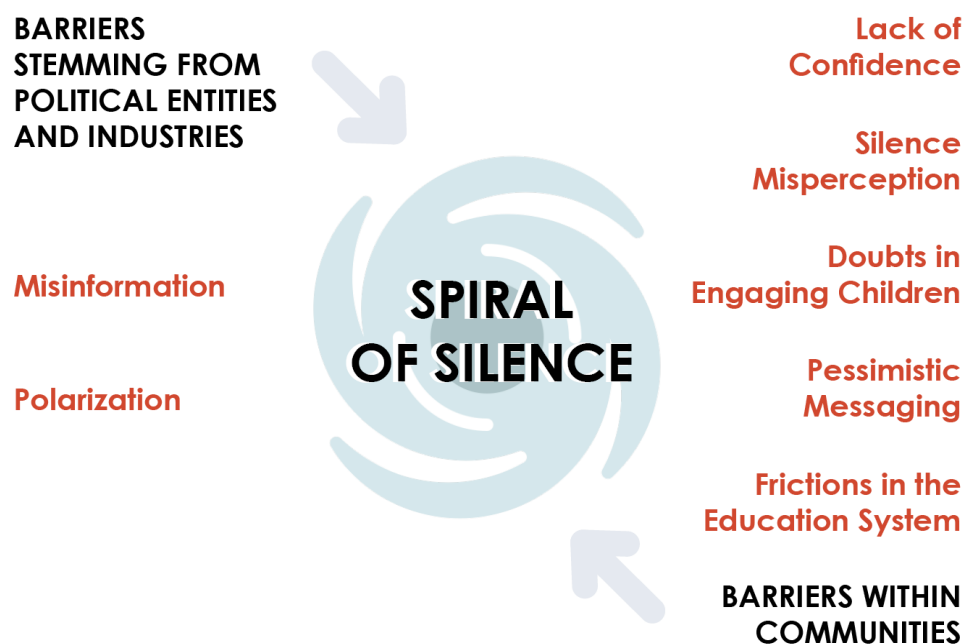 BARRIERS
STEMMING FROM
POLITICAL ENTITIES
AND INDUSTRIES
Misinformation
Polarization
SPIRAL
OF SILENCE
Lack of
Confidence
Silence
Misperception
Doubts in
Engaging Children
Pessimistic
Messaging
Frictions in the
Education System
BARRIERS WITHIN
COMMUNITIES